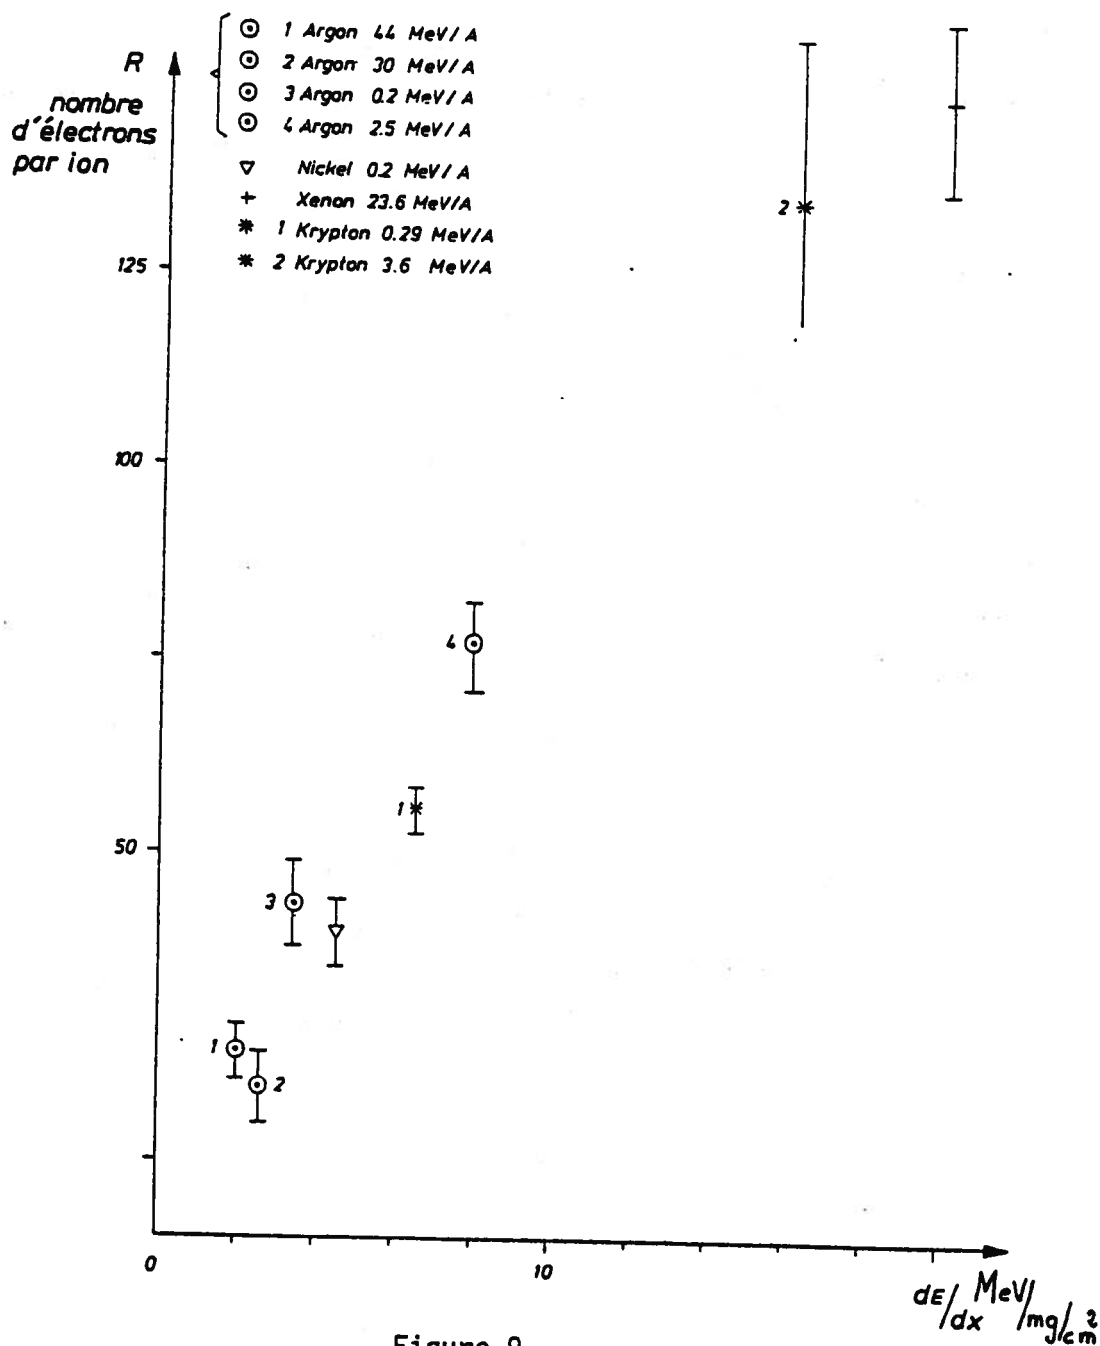 R
nombre
d'électrons
par ion
1 Argon 44 MeV/A
2 Argon 30 MeV/A
3 Argon 0.2 MeV/A
4 Argon 2.5 MeV/A
Nickel 0.2 MeV/A
Xenon 23.6 MeV/A
1 Krypton 0.29 MeV/A
2 Krypton 3.6 MeV/A
125
100
50
2
4
1
3
1
2
0
10
dE/dx MeV/mg/cm²
Figure 9